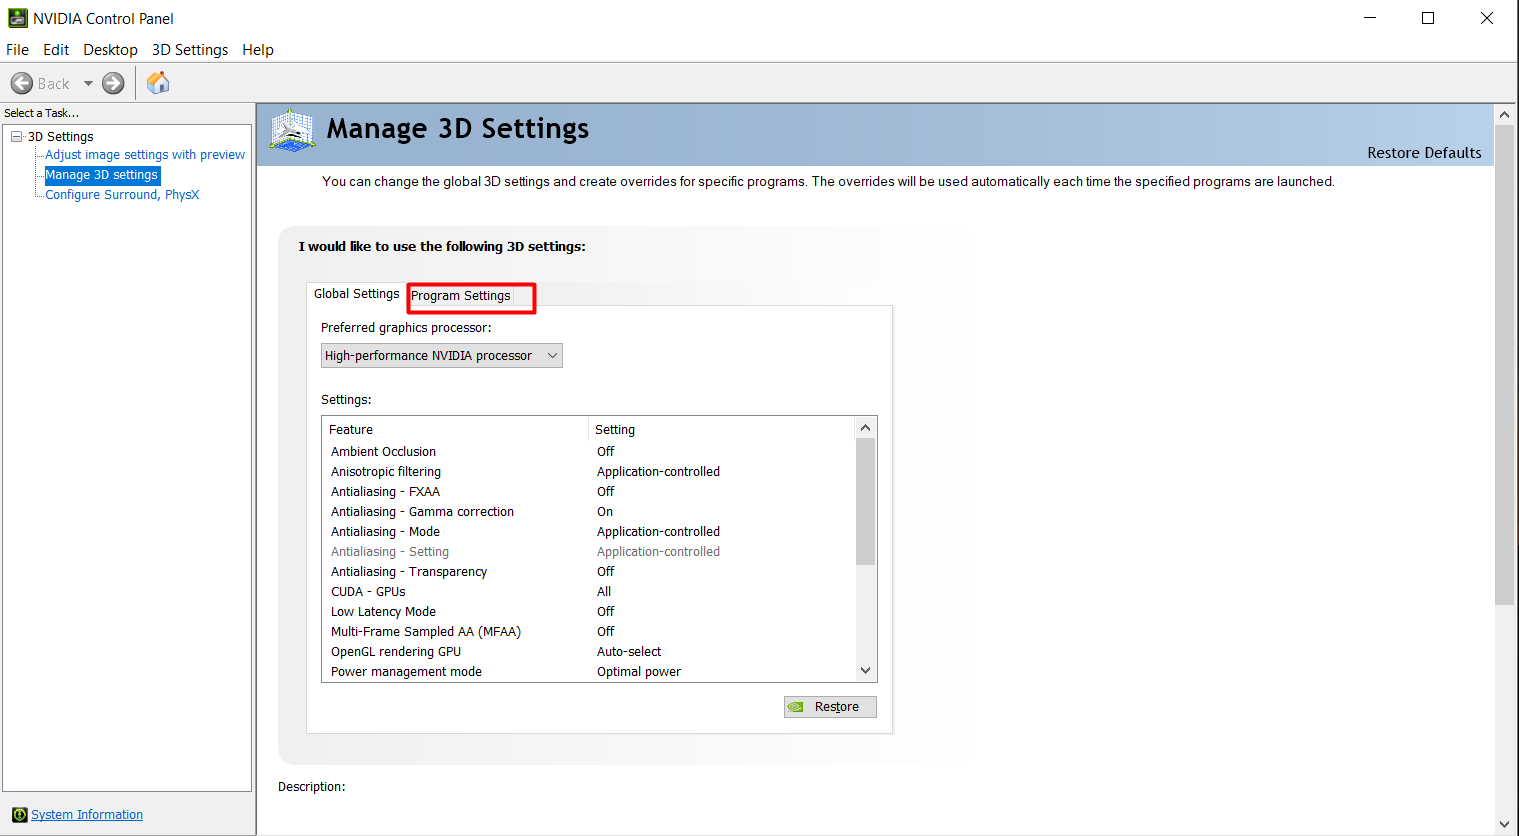 NVIDIA Control Panel
File Edit Desktop 3D Settings Help
Back
Select a Task...
3D Settings
Adjust image settings with preview
Manage 3D settings
Configure Surround, PhysX
System Information
Manage 3D Settings
Restore Defaults
You can change the global 3D settings and create overrides for specific programs. The overrides will be used automatically each time the specified programs are launched.
I would like to use the following 3D settings:
Global Settings Program Settings
Preferred graphics processor:
High-performance NVIDIA processor
Settings:
Feature Setting
Ambient Occlusion Off
Anisotropic filtering Application-controlled
Antialiasing - FXAA Off
Antialiasing - Gamma correction On
Antialiasing - Mode Application-controlled
Antialiasing - Setting Application-controlled
Antialiasing - Transparency Off
CUDA - GPUs All
Low Latency Mode Off
Multi-Frame Sampled AA (MFAA) Off
OpenGL rendering GPU Auto-select
Power management mode Optimal power
Restore
Description: